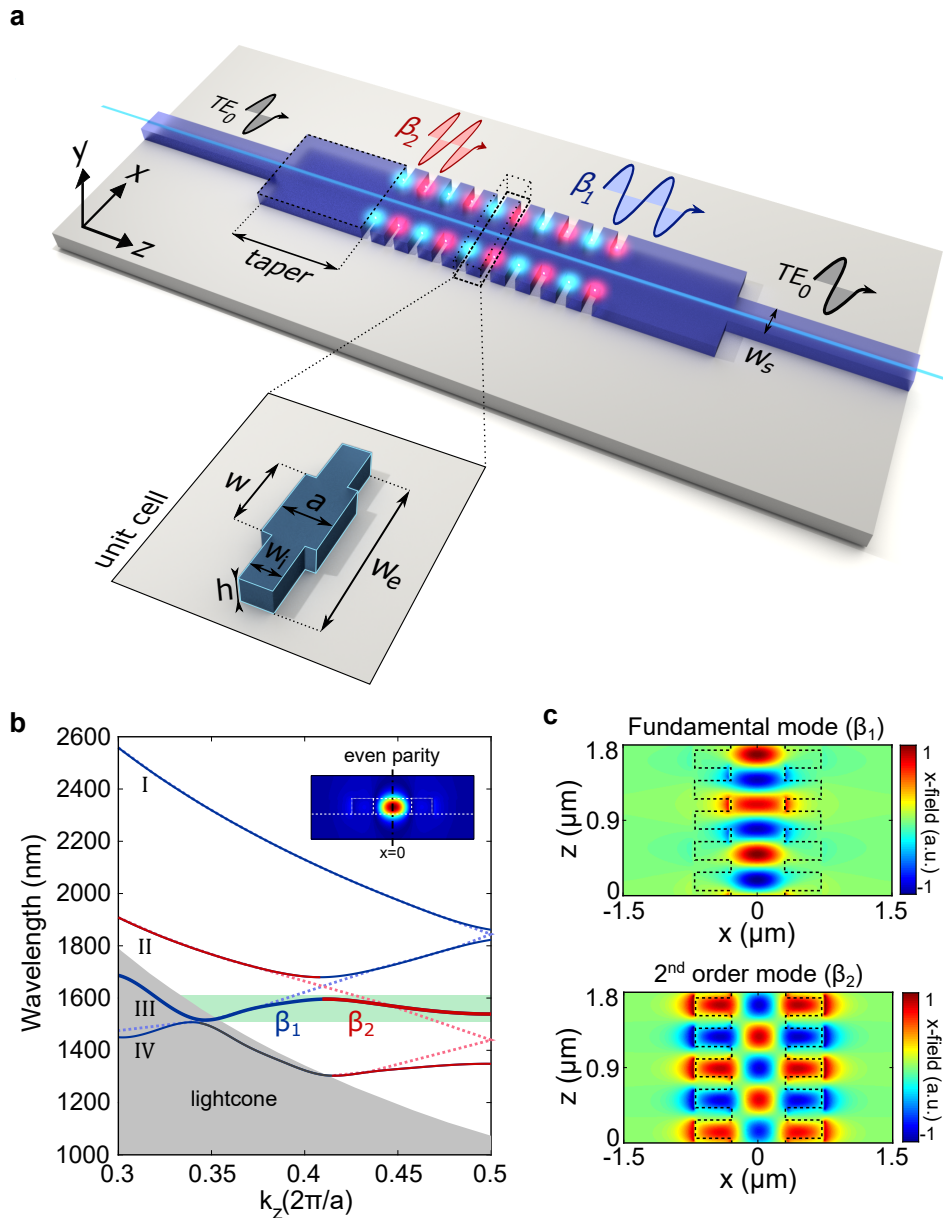 a
TE0
β2
β1
y
x
z
taper
TE0
ws
unit cell
w
a
wi
we
h
b
Wavelength (nm)
2600
2400
2200
2000
1800
1600
1400
1200
1000
I
II
III
IV
even parity
x=0
β1
β2
lightcone
0.3
0.35
0.4
0.45
0.5
kz(2π/a)
c
Fundamental mode (β1)
z (μm)
1.8
0.9
0
-1.5
0
1.5
x (μm)
1
x-field (a.u.)
-1
2nd order mode (β2)
z (μm)
1.8
0.9
0
-1.5
0
1.5
x (μm)
1
x-field (a.u.)
-1